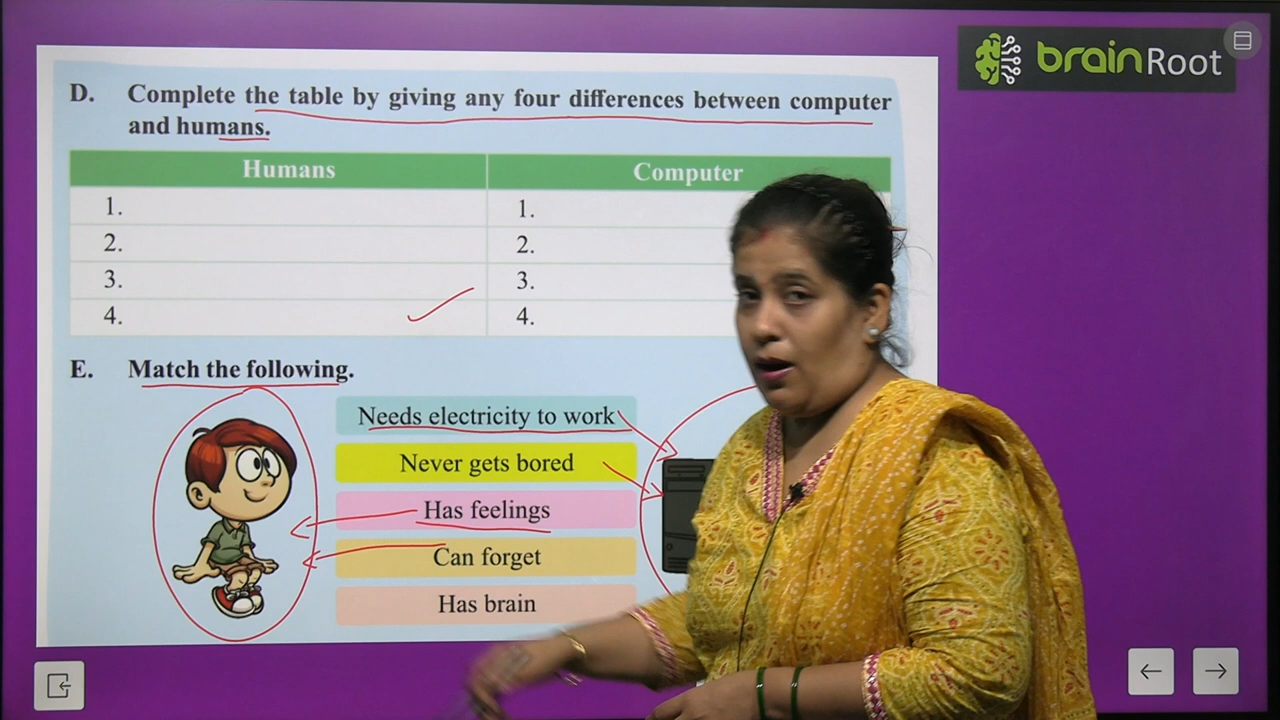 brainRoot
D. Complete the table by giving any four differences between computer
and humans.
Humans Computer
1. 1.
2. 2.
3. 3.
4. 4.
E. Match the following.
Needs electricity to work
Never gets bored
Has feelings
Can forget
Has brain